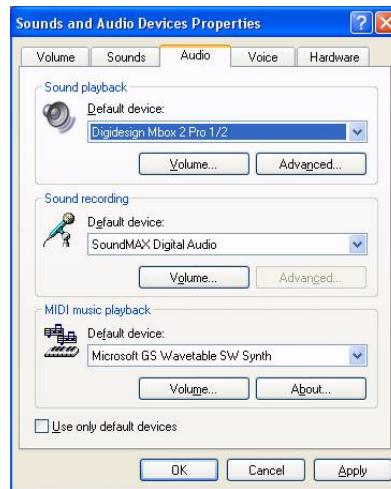 Sounds and Audio Devices Properties
Volume Sounds Audio Voice Hardware
Sound playback
Default device:
Digidesign Mbox 2 Pro 1/2
Volume... Advanced...
Sound recording
Default device:
SoundMAX Digital Audio
Volume... Advanced...
MIDI music playback
Default device:
Microsoft GS Wavetable SW Synth
Volume... About...
Use only default devices
OK Cancel Apply